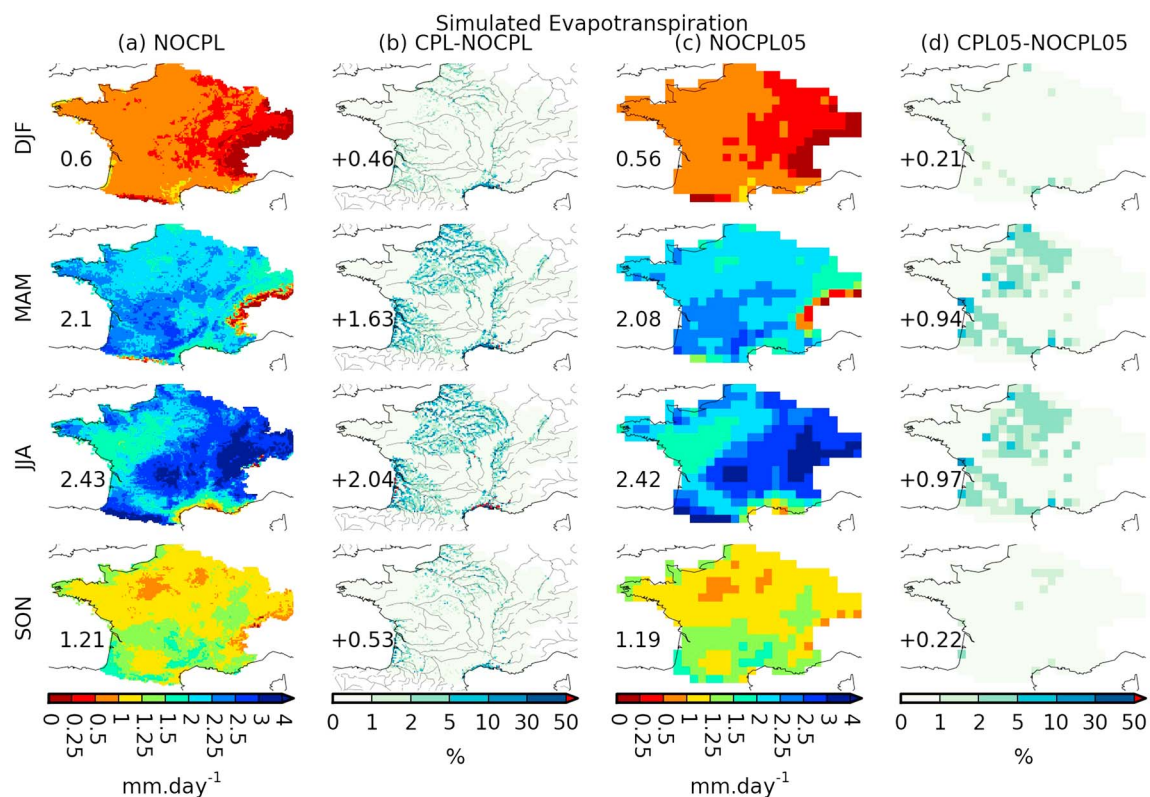 Simulated Evapotranspiration
(a) NOCPL (b) CPL-NOCPL (c) NOCPL05 (d) CPL05-NOCPL05
DJF 0.6 +0.46 0.56 +0.21
MAM 2.1 +1.63 2.08 +0.94
JJA 2.43 +2.04 2.42 +0.97
SON 1.21 +0.53 1.19 +0.22
0 0.25 0.5 1 1.25 1.5 2 2.25 2.5 3 4
mm.day-1
0 1 2 5 10 30 50
%
0 0.25 0.5 1 1.25 1.5 2 2.25 2.5 3 4
mm.day-1
0 1 2 5 10 30 50
%